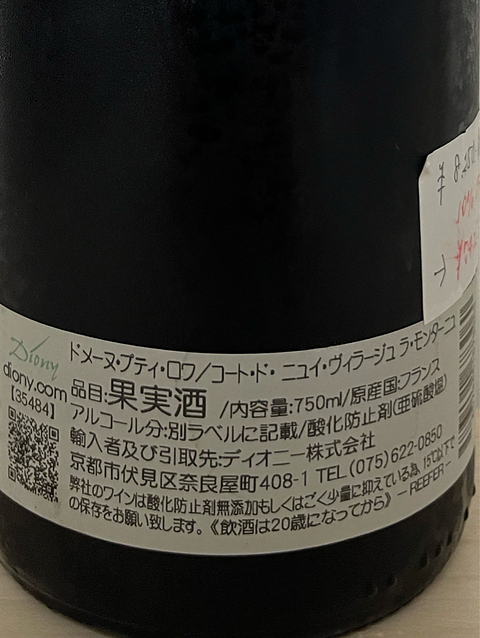 ¥8,250
10%
Diony
diony.com
【35484】
ドメーヌ・プティ・ロワ/コート・ド・ニュイ・ヴィラージュ ラ・モンターニュ
品目:果実酒 /内容量:750ml/原産国:フランス
アルコール分:別ラベルに記載/酸化防止剤(亜硫酸塩)
輸入者及び引取先:ディオニー株式会社
京都市伏見区奈良屋町408-1 TEL(075)622-0850
弊社のワインは酸化防止剤無添加もしくはごく少量に抑えている為、15℃以下で
の保存をお願い致します。《飲酒は20歳になってから》－REEFER－